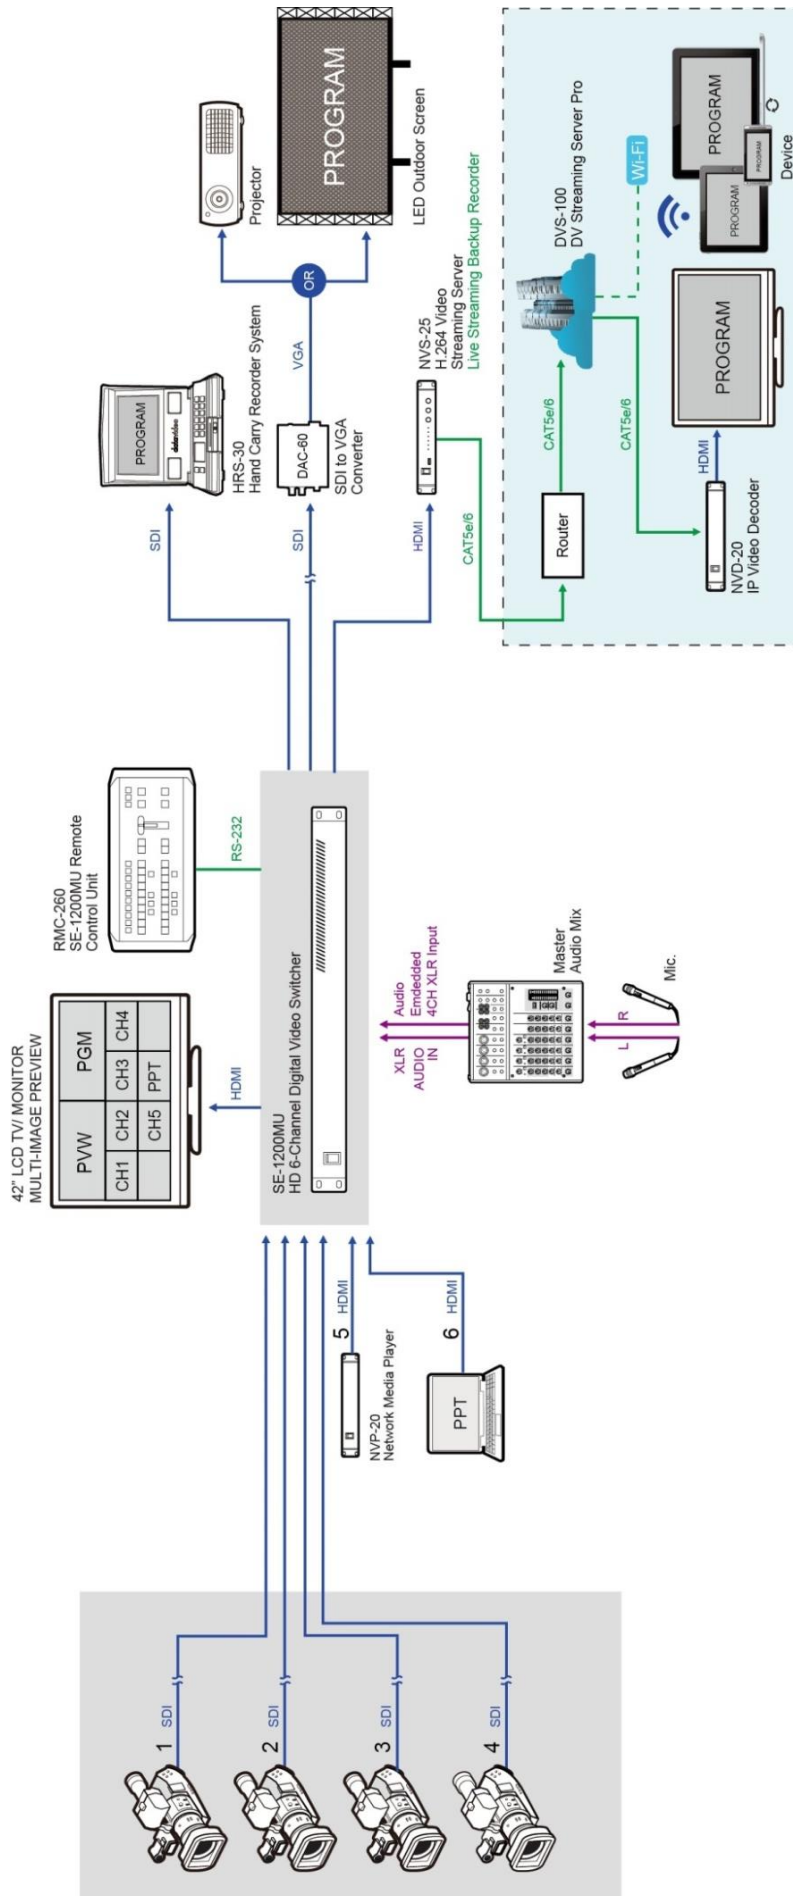 42" LCD TV/ MONITOR
MULTI-IMAGE PREVIEW
PVW
PGM
CH1
CH2
CH3
CH4
CH5
PPT
HDMI
RMC-260
SE-1200MU Remote
Control Unit
RS-232
SE-1200MU
HD 6-Channel Digital Video Switcher
1
SDI
2
SDI
3
SDI
4
SDI
5
HDMI
NVP-20
Network Media Player
6
HDMI
PPT
XLR
AUDIO
IN
Audio
Emdedded
4CH XLR Input
Master
Audio Mix
L
R
Mic.
SDI
PROGRAM
datavideo
HRS-30
Hand Carry Recorder System
SDI
DAC-60
SDI to VGA
Converter
VGA
OR
Projector
PROGRAM
LED Outdoor Screen
HDMI
NVS-25
H.264 Video
Streaming Server
Live Streaming Backup Recorder
CAT5e/6
Router
CAT5e/6
DVS-100
DV Streaming Server Pro
Wi-Fi
CAT5e/6
NVD-20
IP Video Decoder
HDMI
PROGRAM
PROGRAM
PROGRAM
PROGRAM
Device